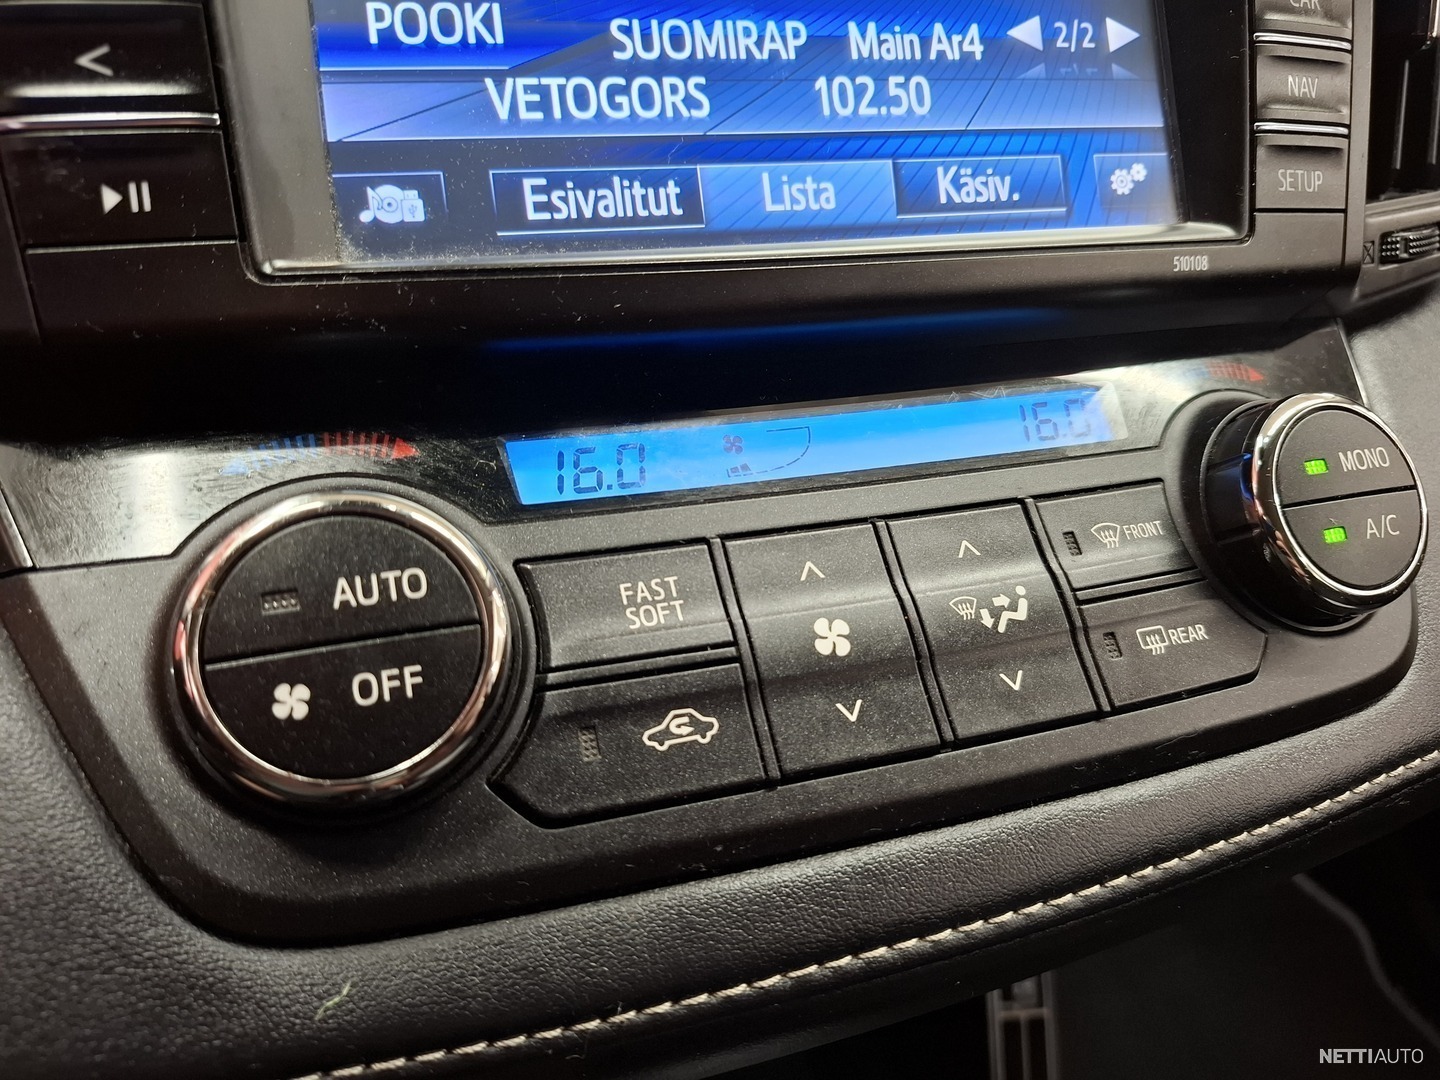 POOKI
SUOMIRAP Main Ar4 2/2
VETOGORS 102.50
Esivalitut Lista Käsiv.
CAR
NAV
SETUP
510108
16.0 16.0
AUTO
OFF
FAST
SOFT
FRONT
REAR
MONO
A/C
NETTIAUTO